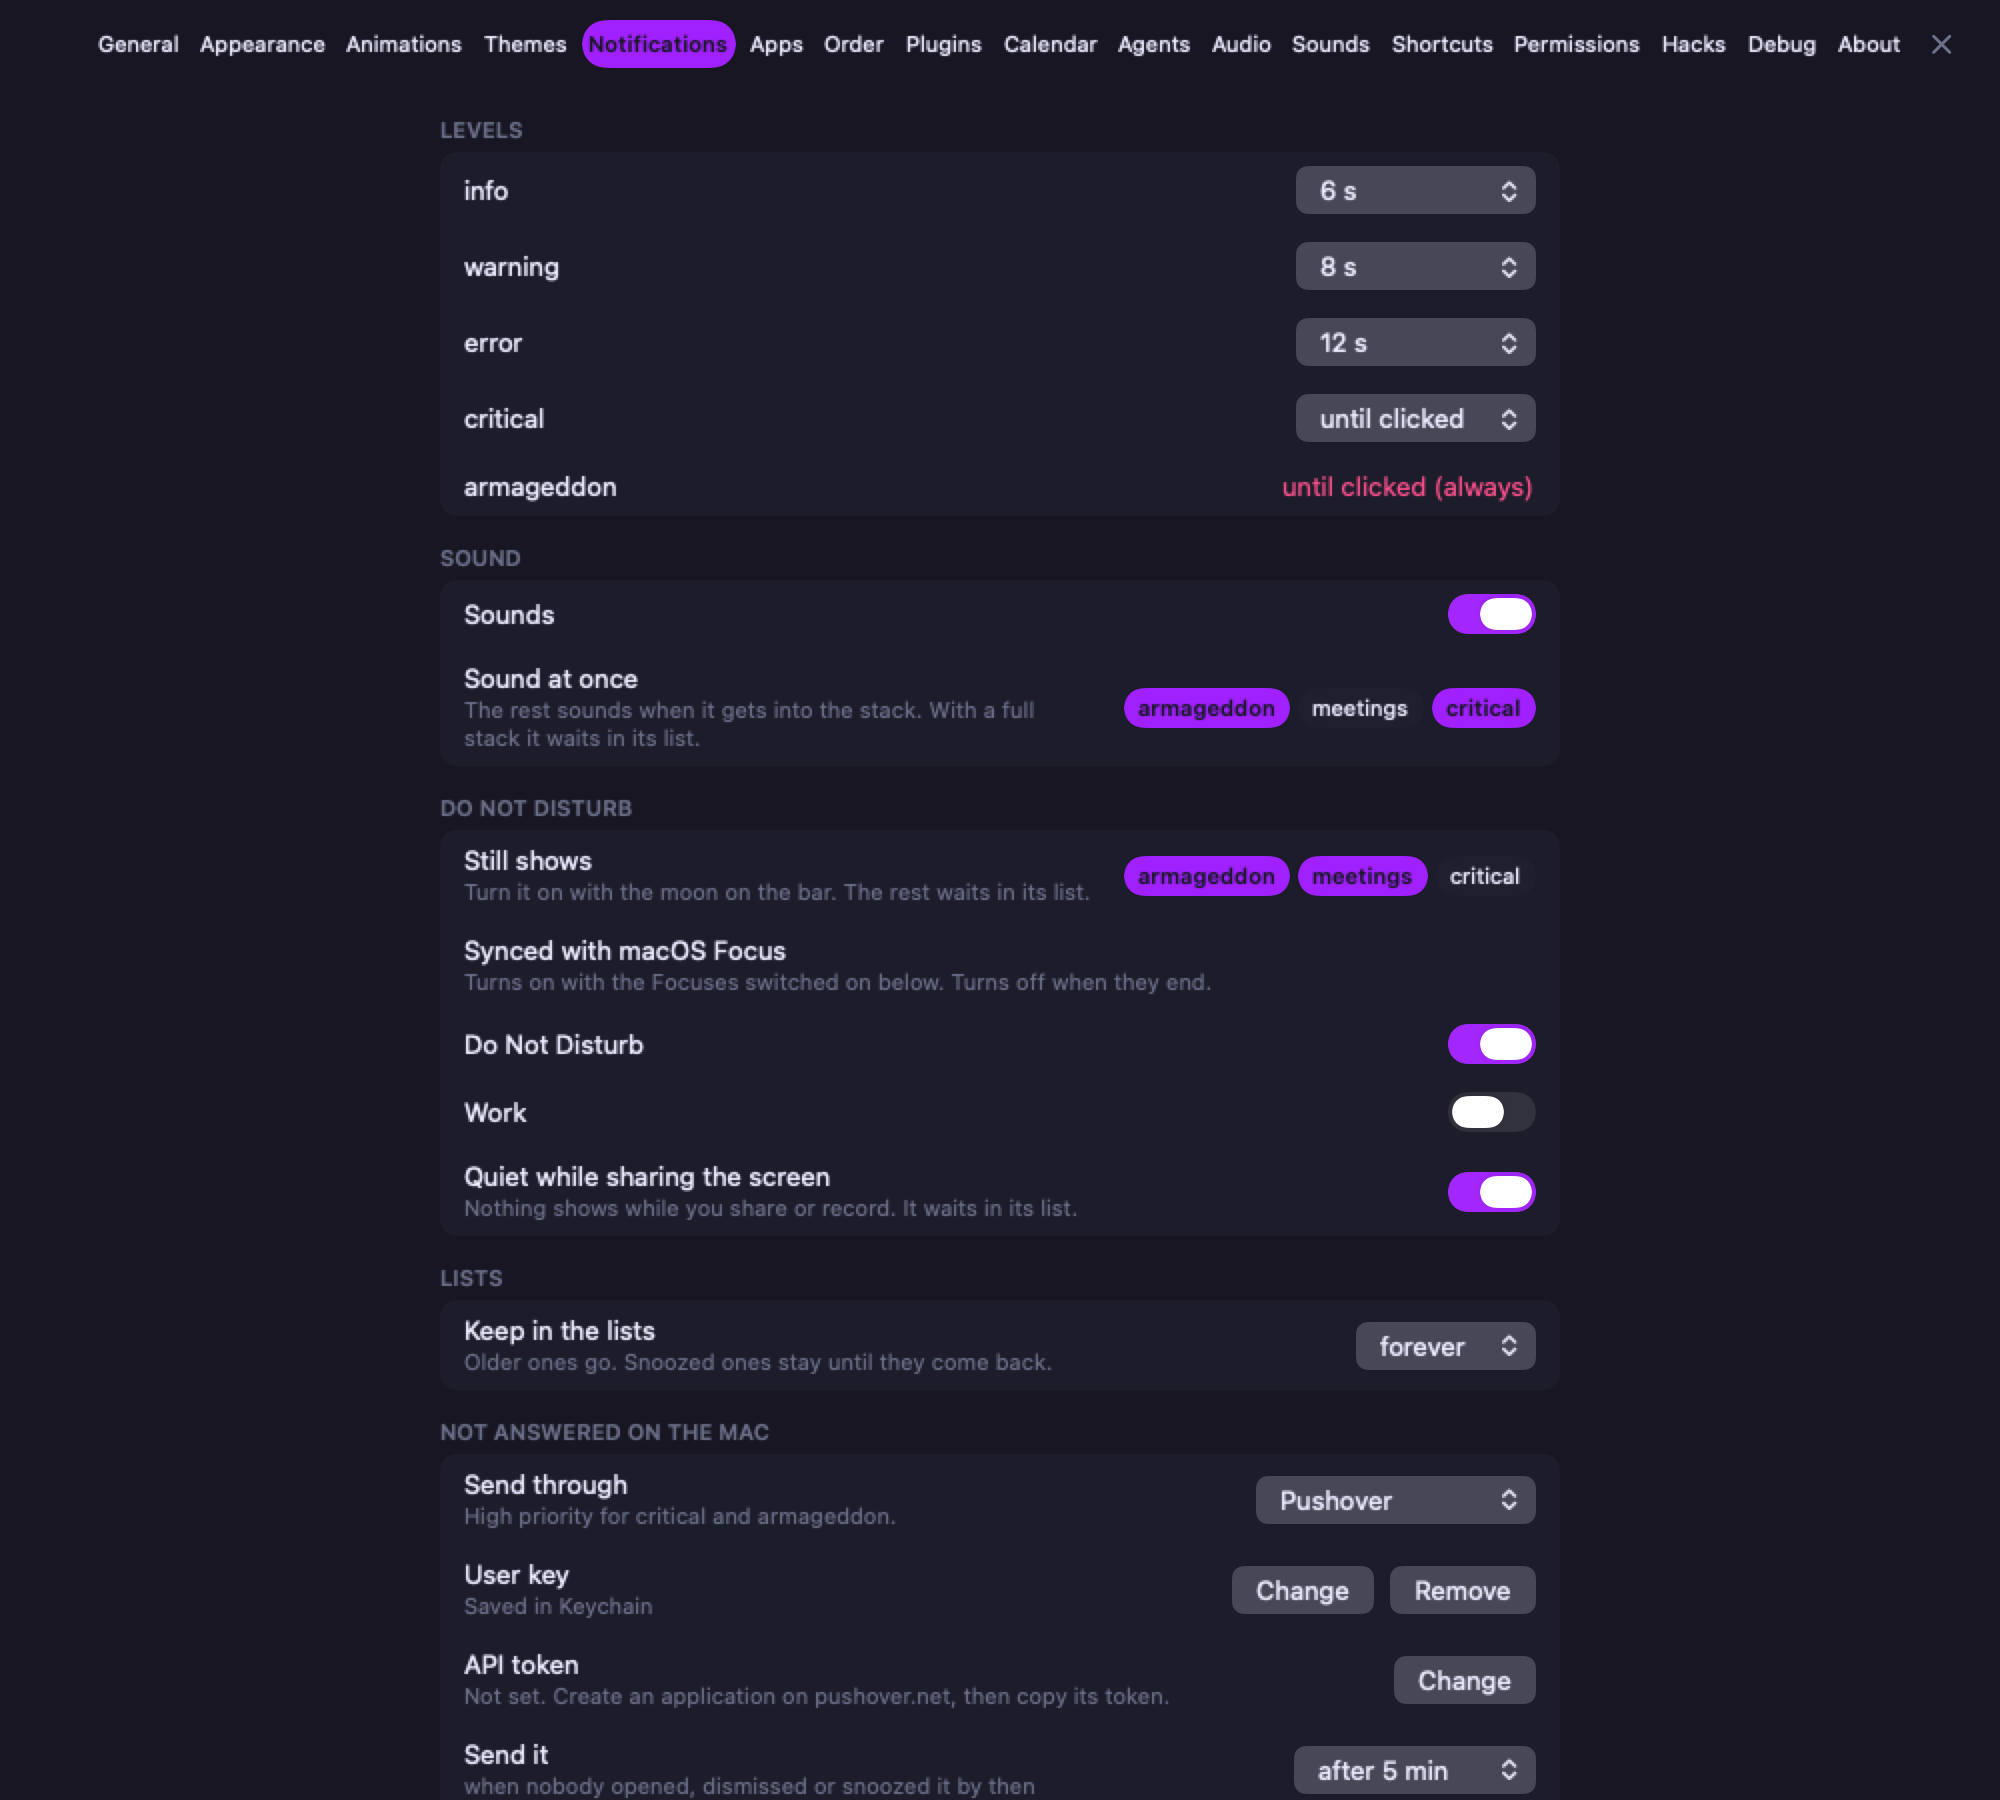 General Appearance Animations Themes Notifications Apps Order Plugins Calendar Agents Audio Sounds Shortcuts Permissions Hacks Debug About
LEVELS
info 6 s
warning 8 s
error 12 s
critical until clicked
armageddon until clicked (always)
SOUND
Sounds
Sound at once
The rest sounds when it gets into the stack. With a full
stack it waits in its list.
armageddon meetings critical
DO NOT DISTURB
Still shows
Turn it on with the moon on the bar. The rest waits in its list.
armageddon meetings critical
Synced with macOS Focus
Turns on with the Focuses switched on below. Turns off when they end.
Do Not Disturb
Work
Quiet while sharing the screen
Nothing shows while you share or record. It waits in its list.
LISTS
Keep in the lists
Older ones go. Snoozed ones stay until they come back.
forever
NOT ANSWERED ON THE MAC
Send through
High priority for critical and armageddon.
Pushover
User key
Saved in Keychain
Change Remove
API token
Not set. Create an application on pushover.net, then copy its token.
Change
Send it
when nobody opened, dismissed or snoozed it by then
after 5 min